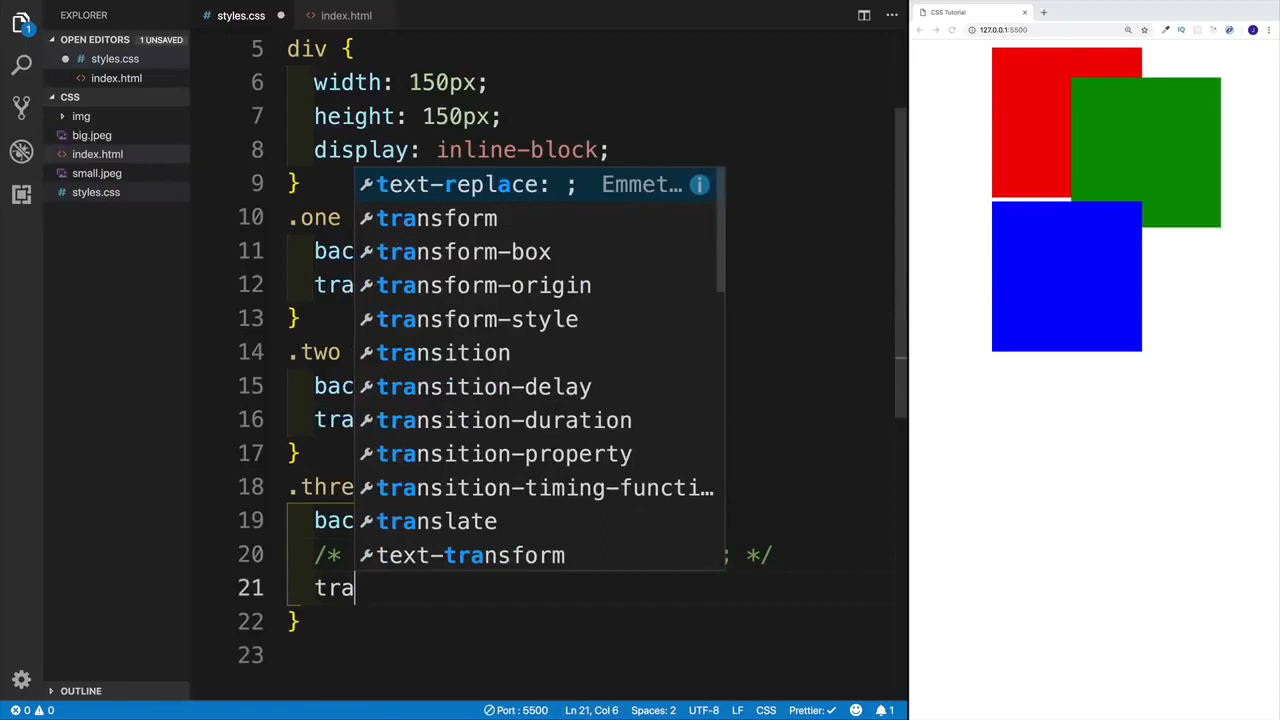 EXPLORER
OPEN EDITORS 1 UNSAVED
styles.css
index.html
CSS
img
big.jpeg
index.html
small.jpeg
styles.css
OUTLINE
1
# styles.css
index.html
5 div {
6 width: 150px;
7 height: 150px;
8 display: inline-block;
9 }
10 .one
11 bac
12 tra
13 }
14 .two
15 bac
16 tra
17 }
18 .thre
19 bac
20 /* ; */
21 tra
22 }
23
text-replace: ; Emmet…
transform
transform-box
transform-origin
transform-style
transition
transition-delay
transition-duration
transition-property
transition-timing-functi…
translate
text-transform
CSS Tutorial
127.0.0.1:5500
IQ
J
0 0
Port : 5500
Ln 21, Col 6
Spaces: 2
UTF-8
LF
CSS
Prettier: ✓
1